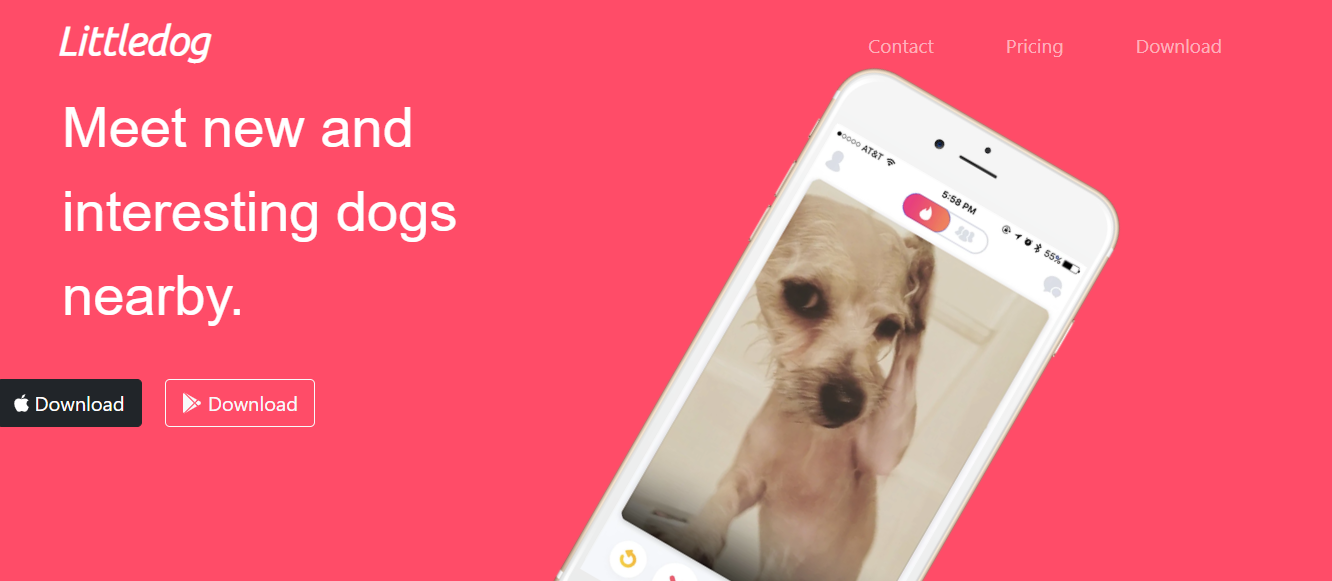 Littledog
Contact
Pricing
Download
Meet new and
interesting dogs
nearby.
Download
Download
AT&T
5:58 PM
55%